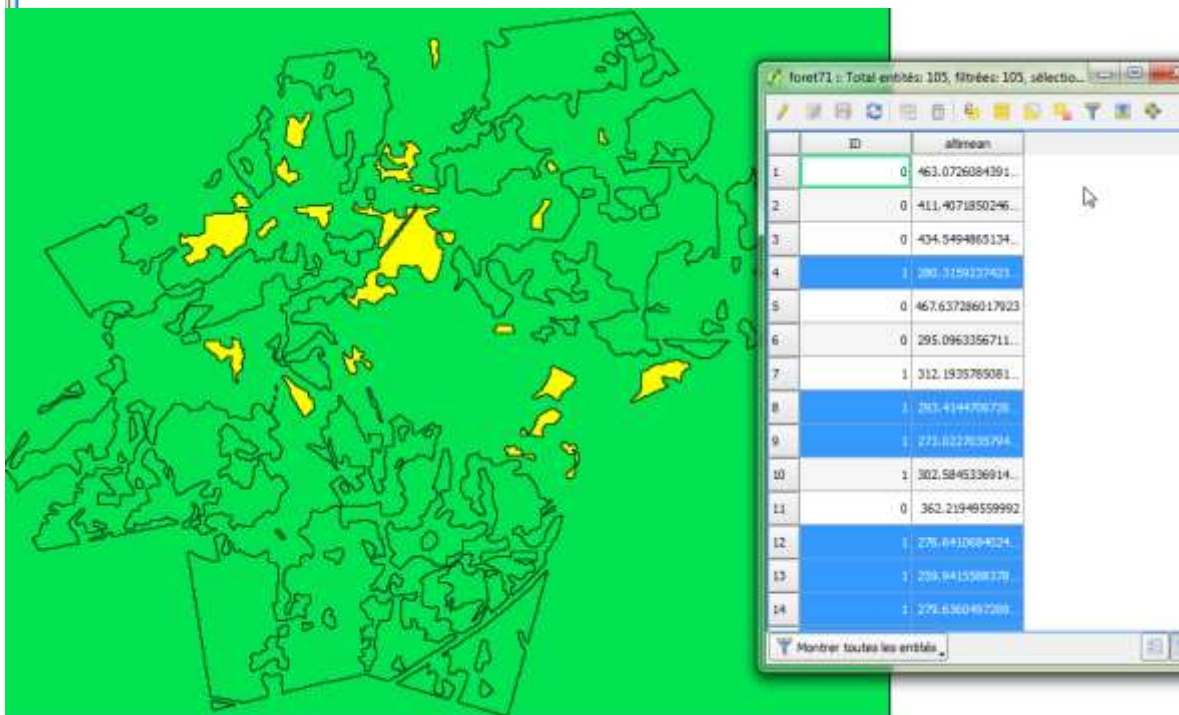 foret71 :: Total entités: 105, filtrées: 105, sélectio...
ID altimean
1 0 463.0726084391...
2 0 411.4071850246...
3 0 434.5494865134...
4 1 280.3159237423...
5 0 467.637286017923
6 0 295.0963356711...
7 1 312.1935785081...
8 1
9 1
10 1 302.5845336914...
11 0 362.21949559992
12 1
13 1
14 1
Montrer toutes les entités